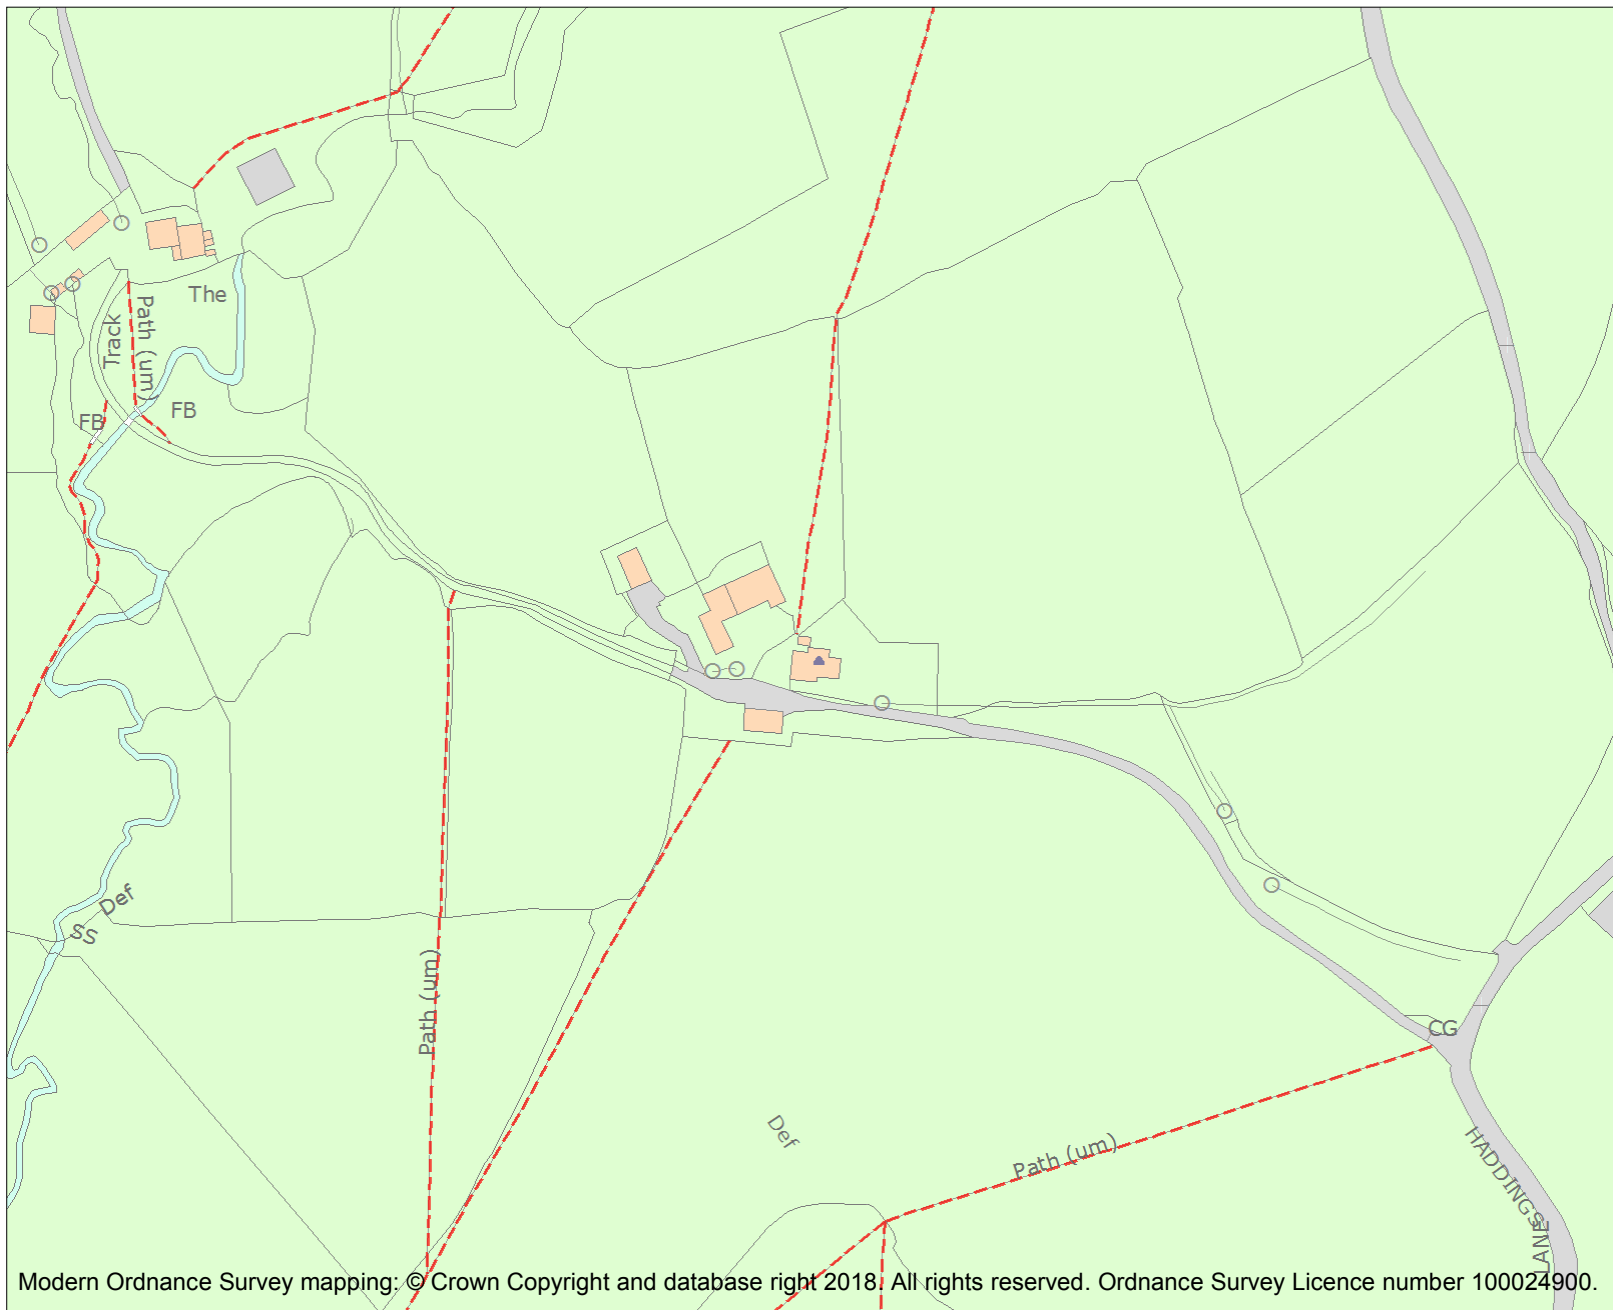 The
Track
Path (um)
FB
FB
Def
SS
Path (um)
CG
Def
Path (um)
HADDINGS
LANE
Modern Ordnance Survey mapping: © Crown Copyright and database right 2018. All rights reserved. Ordnance Survey Licence number 100024900.